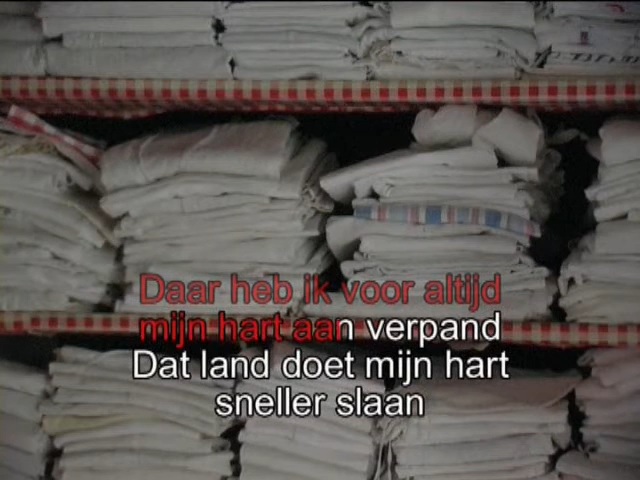 Daar heb ik voor altijd
mijn hart aan verpand
Dat land doet mijn hart
sneller slaan